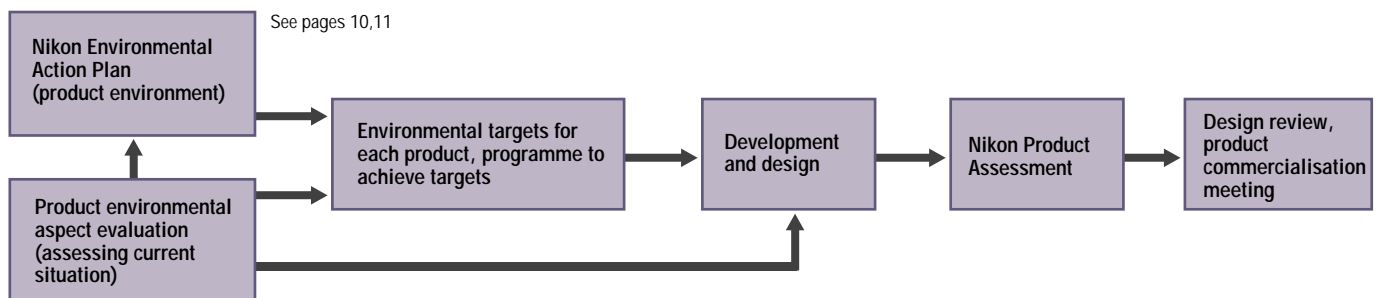 See pages 10,11
Nikon Environmental
Action Plan
(product environment)
Product environmental
aspect evaluation
(assessing current
situation)
Environmental targets for
each product, programme to
achieve targets
Development
and design
Nikon Product
Assessment
Design review,
product
commercialisation
meeting